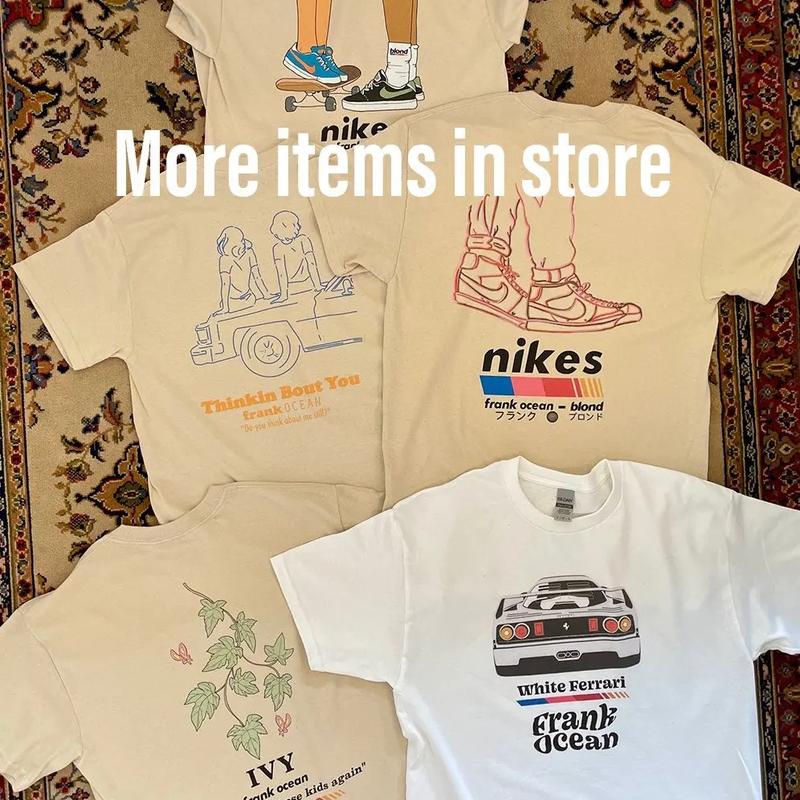 blond
nike
More items in store
nikes
frank ocean - blond
フランク ブロンド
Thinkin Bout You
frank OCEAN
"Do you think about me still?"
GILDAN
White Ferrari
Frank
Ocean
IVY
frank ocean
kids again"